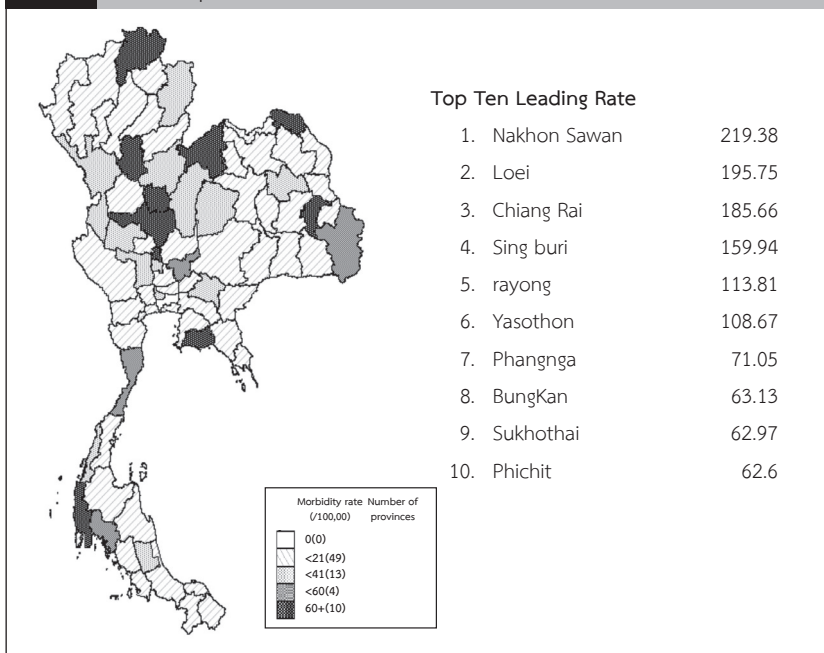 Top Ten Leading Rate
1. Nakhon Sawan 219.38
2. Loei 195.75
3. Chiang Rai 185.66
4. Sing buri 159.94
5. rayong 113.81
6. Yasothon 108.67
7. Phangnga 71.05
8. BungKan 63.13
9. Sukhothai 62.97
10. Phichit 62.6
Morbidity rate Number of
(/100,00) provinces
0(0)
<21(49)
<41(13)
<60(4)
60+(10)